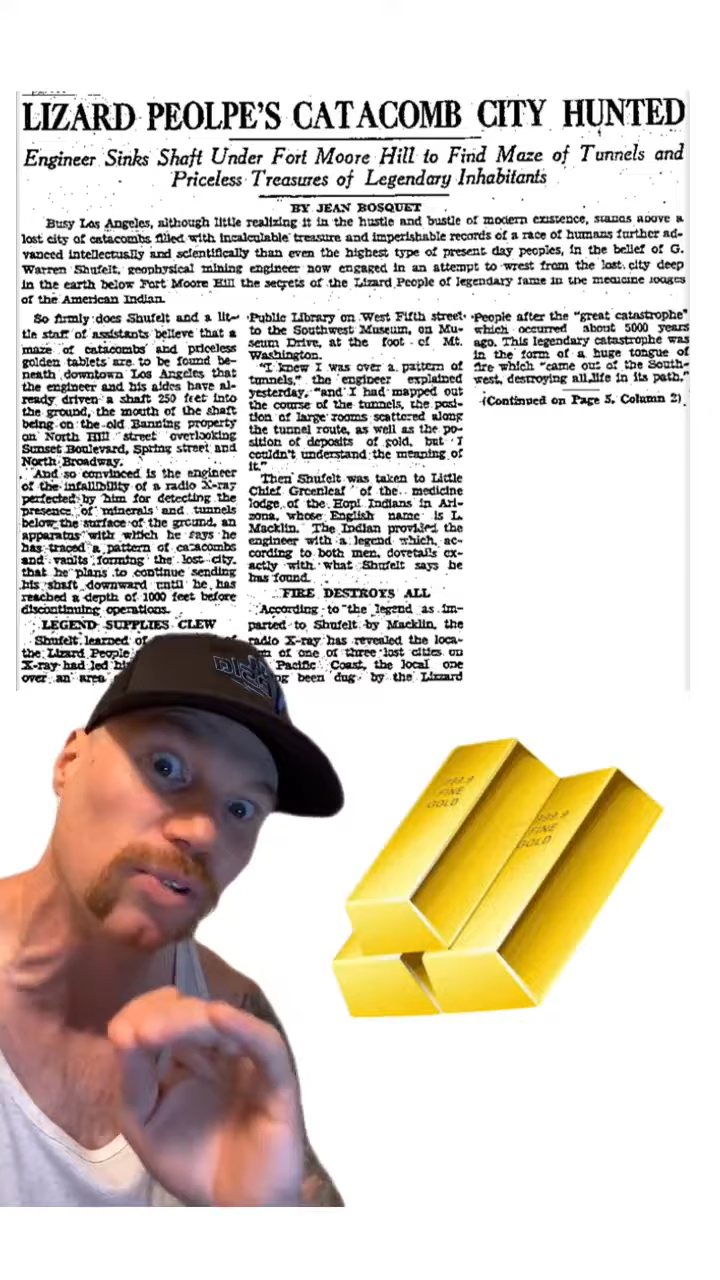 LIZARD PEOLPE'S CATACOMB CITY HUNTED
Engineer Sinks Shaft Under Fort Moore Hill to Find Maze of Tunnels and
Priceless Treasures of Legendary Inhabitants
BY JEAN BOSQUET
Busy Los Angeles, although little realizing it in the hustle and bustle of modern existence, stands above a
lost city of catacombs filled with incalculable treasure and imperishable records of a race of humans further ad-
vanced intellectually and scientifically than even the highest type of present day peoples, in the belief of G.
Warren Shufelt, geophysical mining engineer now engaged in an attempt to wrest from the lost city deep
in the earth below Fort Moore Hill the secrets of the Lizard People of legendary fame in the medicine lodges
of the American Indian.
So firmly does Shufelt and a lit-
tle staff of assistants believe that a
maze of catacombs and priceless
golden tablets are to be found be-
neath downtown Los Angeles that
the engineer and his aides have al-
ready driven a shaft 250 feet into
the ground, the mouth of the shaft
being on the old Banning property
on North Hill street overlooking
Sunset Boulevard, Spring street and
North Broadway.
And so convinced is the engineer
of the infallibility of a radio X-ray
perfected by him for detecting the
presence of minerals and tunnels
below the surface of the ground, an
apparatus with which he says he
has traced a pattern of catacombs
and vaults forming the lost city,
that he plans to continue sending
his shaft downward until he has
reached a depth of 1000 feet before
discontinuing operations.
LEGEND SUPPLIES CLEW
Shufelt learned of
the Lizard People
X-ray had led
over an area
Public Library on West Fifth street
to the Southwest Museum, on Mu-
seum Drive, at the foot of Mt.
Washington.
"I knew I was over a pattern of
tunnels," the engineer explained
yesterday, "and I had mapped out
the course of the tunnels, the posi-
tion of large rooms scattered along
the tunnel route, as well as the po-
sition of deposits of gold, but I
couldn't understand the meaning of
it."
Then Shufelt was taken to Little
Chief Greenleaf of the medicine
lodge of the Hopi Indians in Ari-
zona, whose English name is L.
Macklin. The Indian provided the
engineer with a legend which, ac-
cording to both men, dovetails ex-
actly with what Shufelt says he
has found.
FIRE DESTROYS ALL
According to the legend as im-
parted to Shufelt by Macklin, the
radio X-ray has revealed the loca-
of one of three lost cities on
Pacific Coast, the local one
been dug by the Lizard
People after the "great catastrophe"
which occurred about 5000 years
ago. This legendary catastrophe was
in the form of a huge tongue of
fire which "came out of the South-
west, destroying all life in its path,"
(Continued on Page 5, Column 2)
999.9
FINE
GOLD
999.9
FINE
GOLD